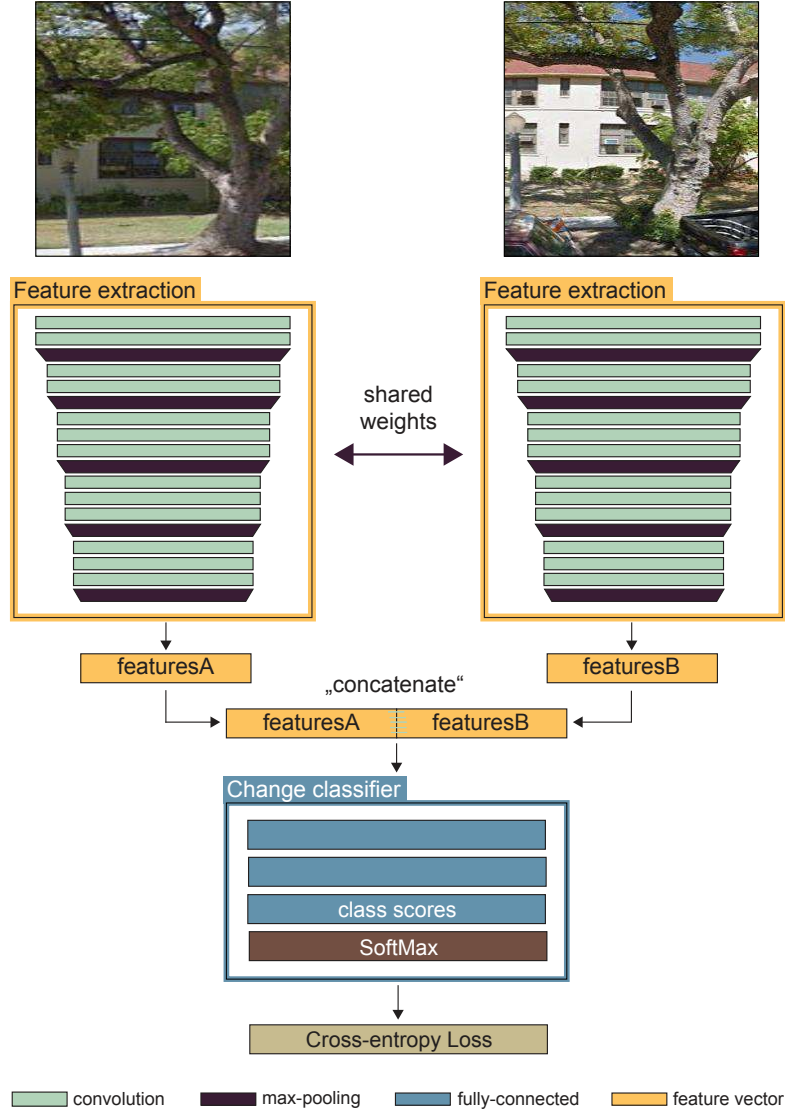 Feature extraction
Feature extraction
shared
weights
featuresA
featuresB
„concatenate“
featuresA
featuresB
Change classifier
class scores
SoftMax
Cross-entropy Loss
convolution
max-pooling
fully-connected
feature vector